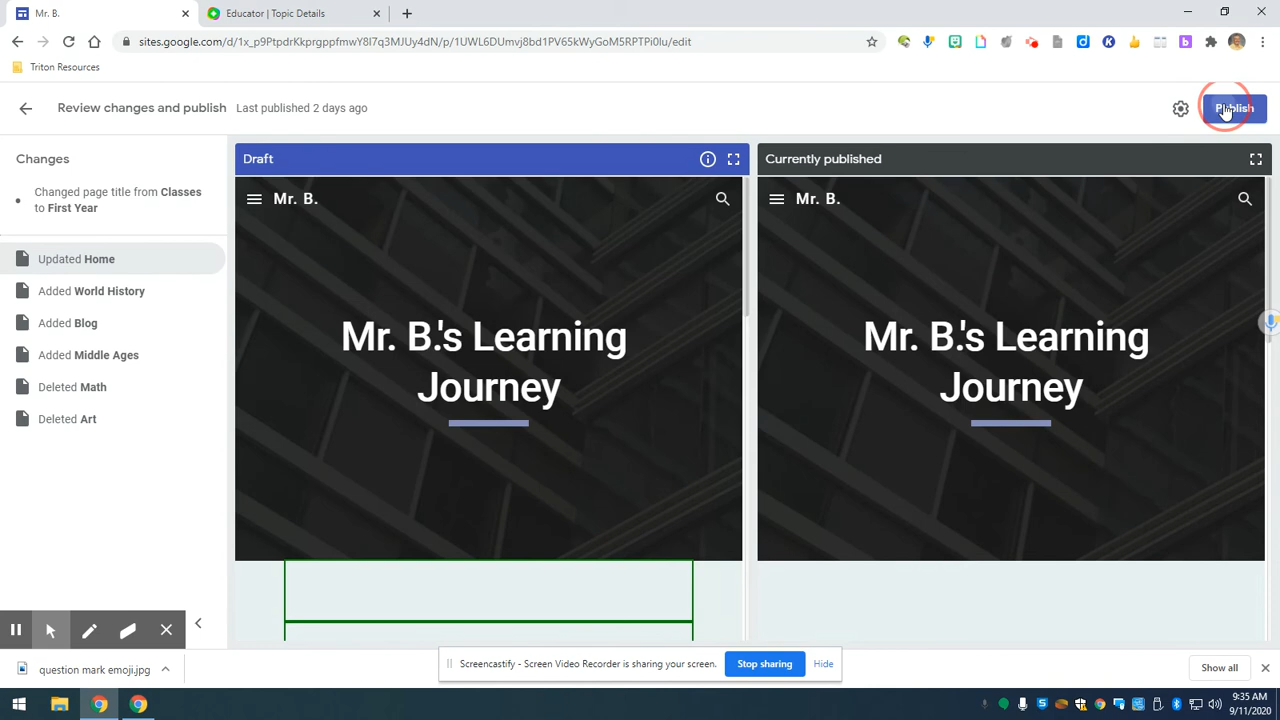 Mr. B.
Educator | Topic Details
sites.google.com/d/1x_p9PtpdrKkprgppfmwY8l7q3MJUy4dN/p/1UWL6DUmvj8bd1PV65kWyGoM5RPTPi0lu/edit
Triton Resources
Review changes and publish
Last published 2 days ago
Publish
Changes
Changed page title from Classes
to First Year
Updated Home
Added World History
Added Blog
Added Middle Ages
Deleted Math
Deleted Art
Draft
Mr. B.
Mr. B.'s Learning
Journey
Currently published
Mr. B.
Mr. B.'s Learning
Journey
question mark emoji.jpg
Screencastify - Screen Video Recorder is sharing your screen.
Stop sharing
Hide
Show all
9:35 AM
9/11/2020